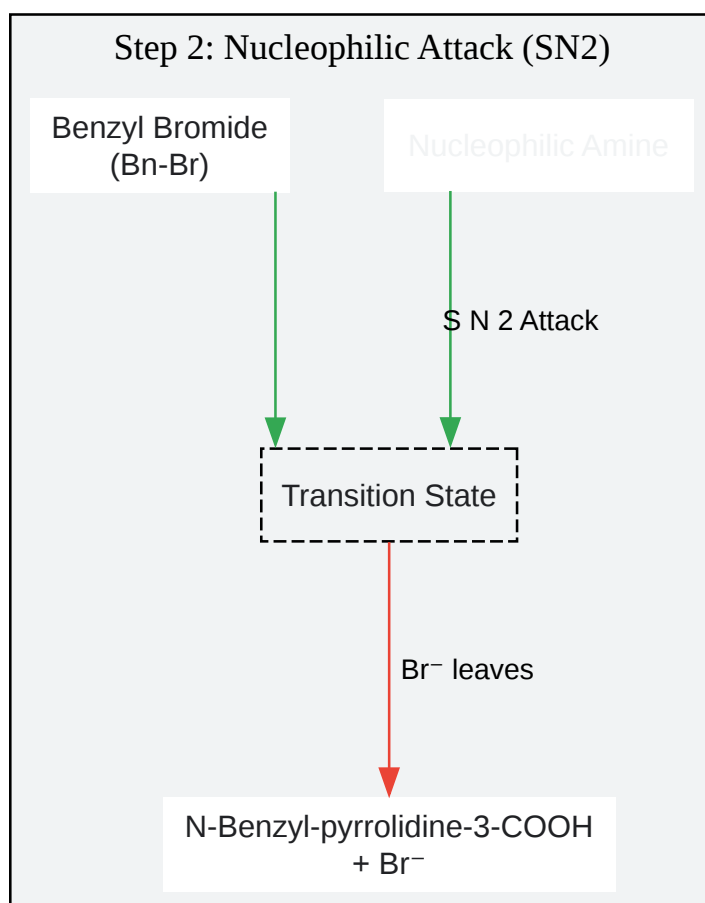 Step 2: Nucleophilic Attack (SN2)
Benzyl Bromide
(Bn-Br)
Nucleophilic Amine
S N 2 Attack
Transition State
Br⁻ leaves
N-Benzyl-pyrrolidine-3-COOH
+ Br⁻